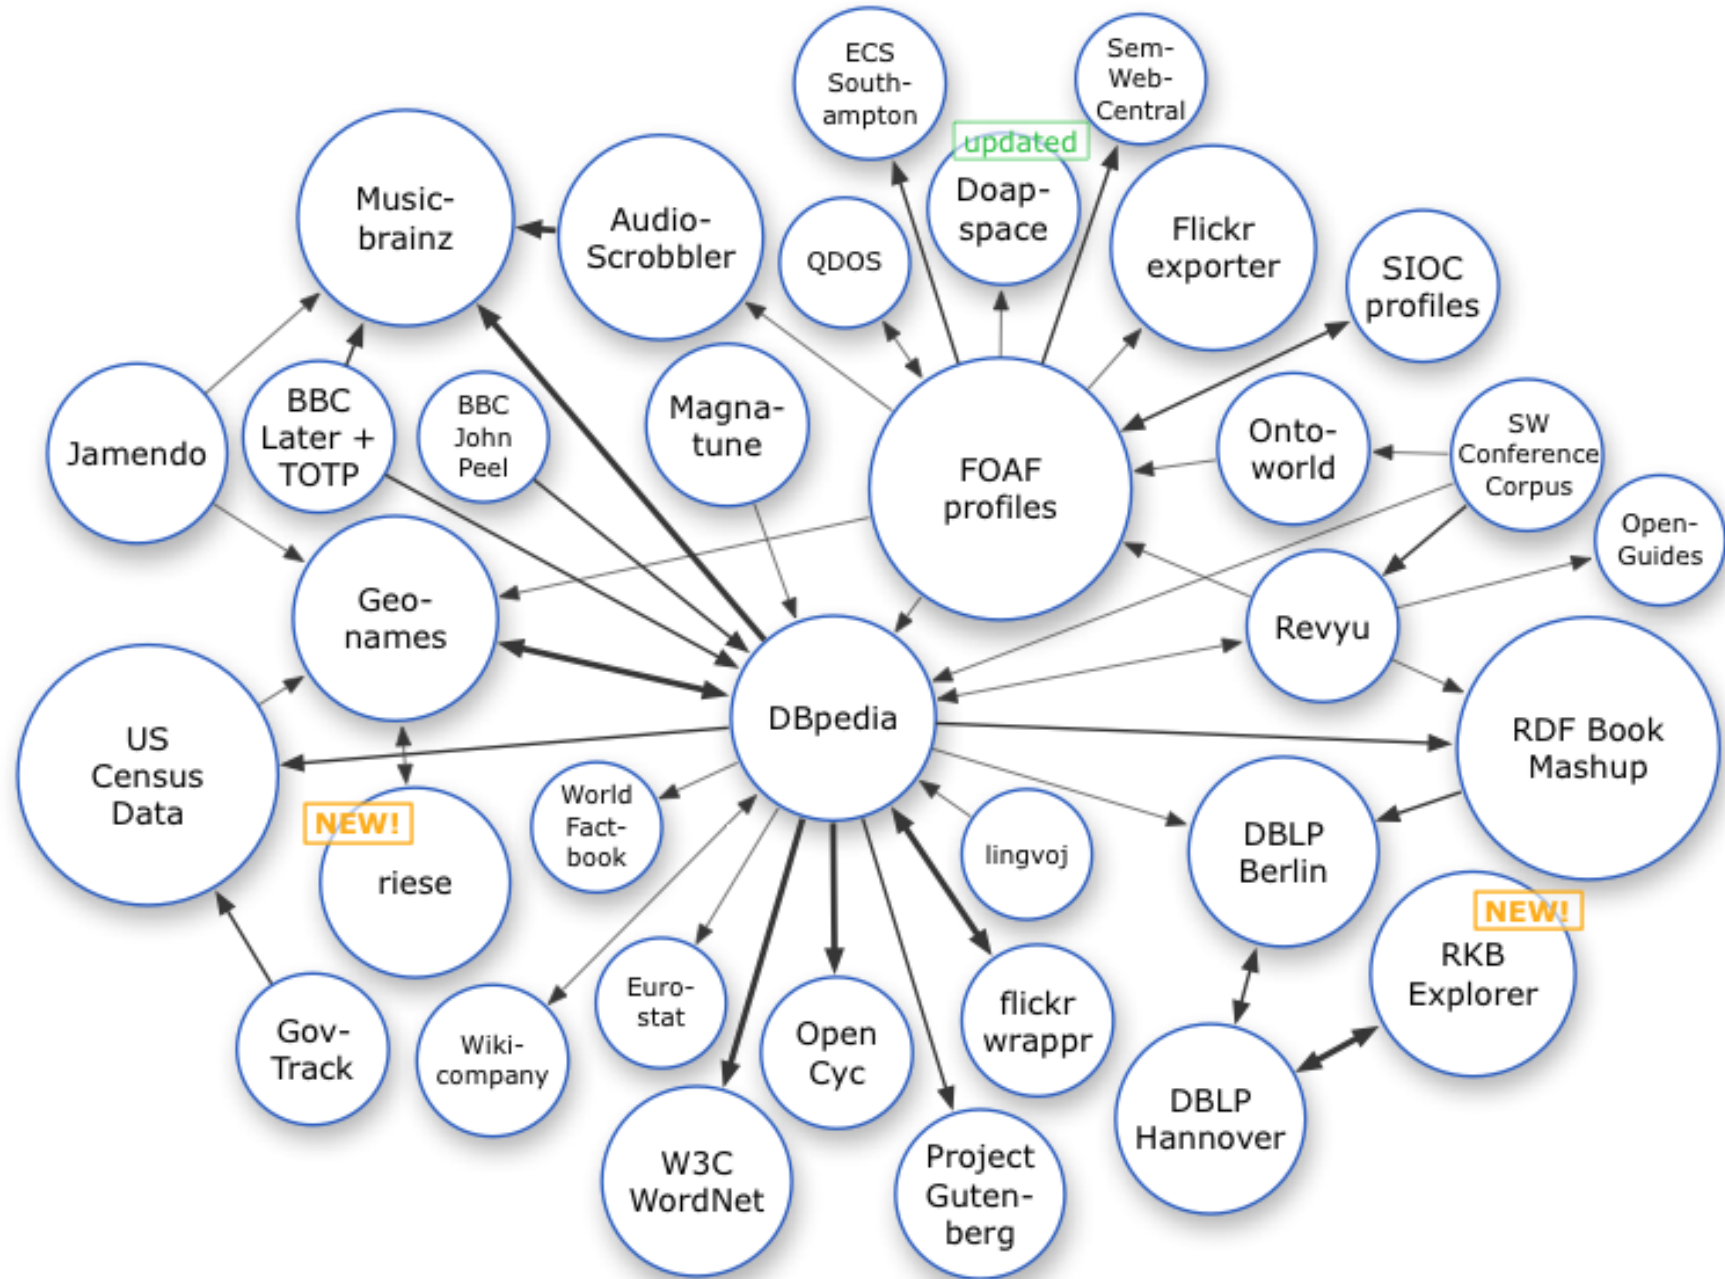 ECS
South-
ampton
Sem-
Web-
Central
updated
Doap-
space
Music-
brainz
Audio-
Scrobbler
QDOS
Flickr
exporter
SIOC
profiles
Jamendo
BBC
Later +
TOTP
BBC
John
Peel
Magna-
tune
FOAF
profiles
Onto-
world
SW
Conference
Corpus
Open-
Guides
Geo-
names
Revyu
US
Census
Data
DBpedia
RDF Book
Mashup
NEW!
riese
World
Fact-
book
lingvoj
DBLP
Berlin
NEW!
RKB
Explorer
Gov-
Track
Wiki-
company
Euro-
stat
Open
Cyc
flickr
wrappr
DBLP
Hannover
W3C
WordNet
Project
Guten-
berg